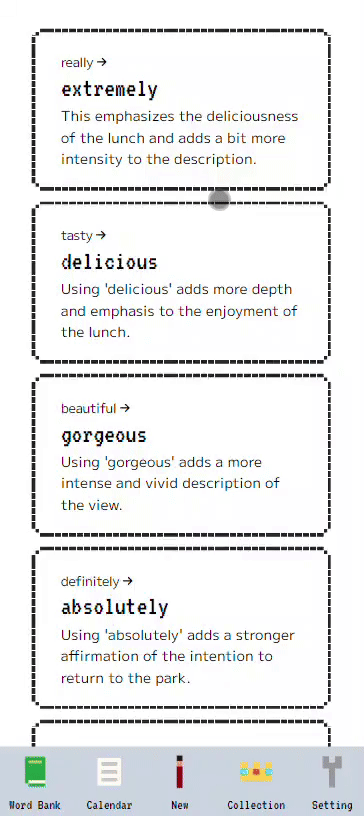 really →
extremely
This emphasizes the deliciousness
of the lunch and adds a bit more
intensity to the description.
tasty →
delicious
Using 'delicious' adds more depth
and emphasis to the enjoyment of
the lunch.
beautiful →
gorgeous
Using 'gorgeous' adds a more
intense and vivid description of
the view.
definitely →
absolutely
Using 'absolutely' adds a stronger
affirmation of the intention to
return to the park.
Word Bank Calendar New Collection Setting